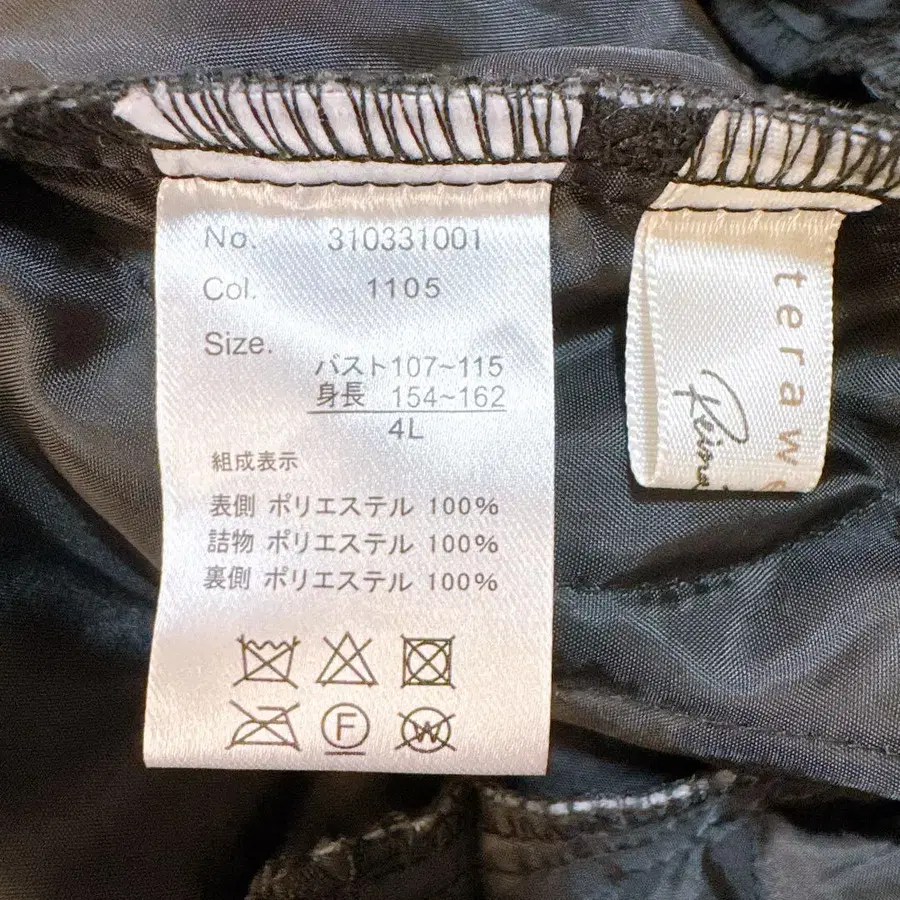 No. 310331001
Col. 1105
Size.
バスト107~115
身長 154~162
4L
組成表示
表側 ポリエステル 100%
詰物 ポリエステル 100%
裏側 ポリエステル 100%
F
W
teraw